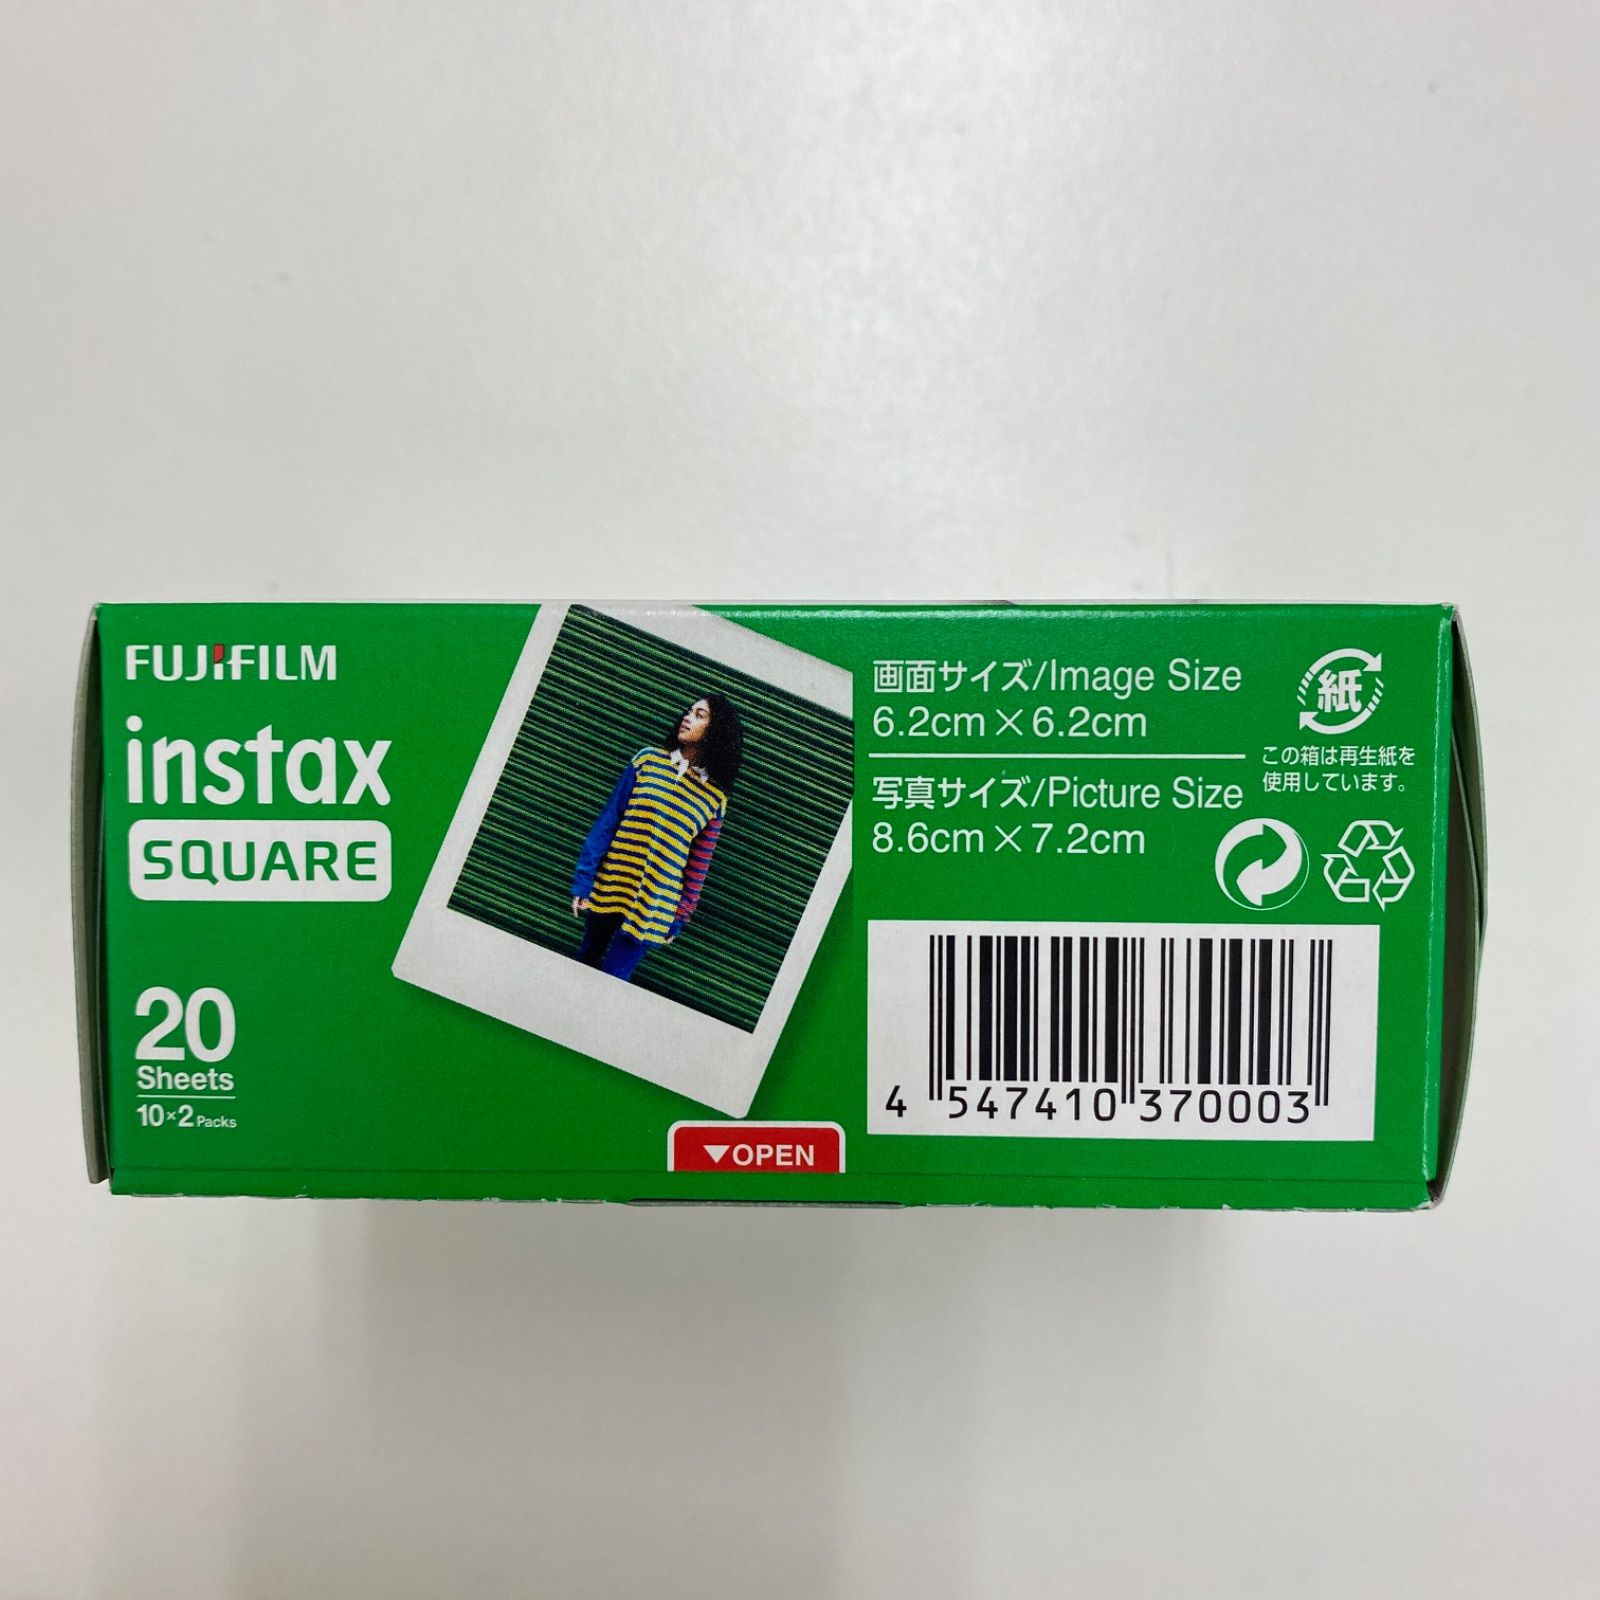 FUJIFILM
instax
SQUARE
20
Sheets
10×2 Packs
▼OPEN
画面サイズ/Image Size
6.2cm×6.2cm
写真サイズ/Picture Size
8.6cm×7.2cm
紙
この箱は再生紙を
使用しています。
4 547410 370003